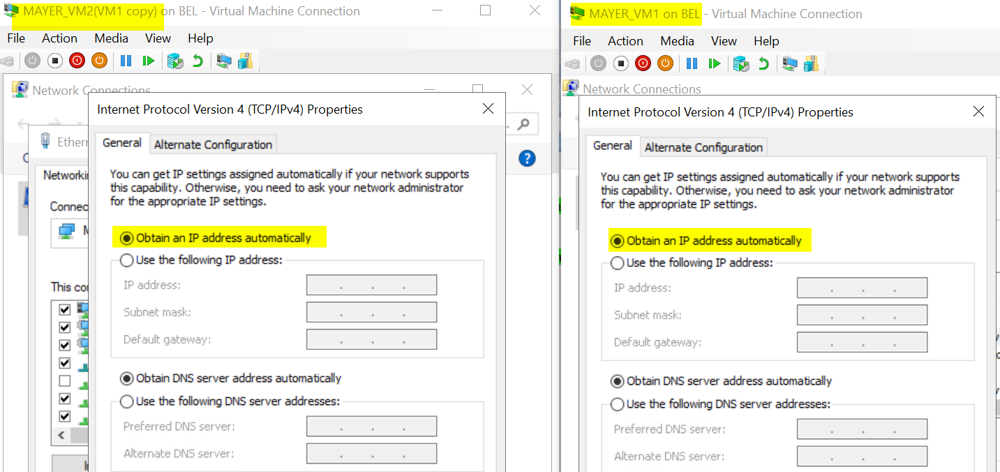 MAYER_VM2(VM1 copy) on BEL - Virtual Machine Connection
File Action Media View Help
Network Connections
Internet Protocol Version 4 (TCP/IPv4) Properties
General Alternate Configuration
Networkin
Connec
This co
You can get IP settings assigned automatically if your network supports
this capability. Otherwise, you need to ask your network administrator
for the appropriate IP settings.
Obtain an IP address automatically
Use the following IP address:
IP address:
Subnet mask:
Default gateway:
Obtain DNS server address automatically
Use the following DNS server addresses:
Preferred DNS server:
Alternate DNS server:
MAYER_VM1 on BEL - Virtual Machine Connection
File Action Media View Help
Network Connections
Internet Protocol Version 4 (TCP/IPv4) Properties
General Alternate Configuration
You can get IP settings assigned automatically if your network supports
this capability. Otherwise, you need to ask your network administrator
for the appropriate IP settings.
Obtain an IP address automatically
Use the following IP address:
IP address:
Subnet mask:
Default gateway:
Obtain DNS server address automatically
Use the following DNS server addresses:
Preferred DNS server:
Alternate DNS server: